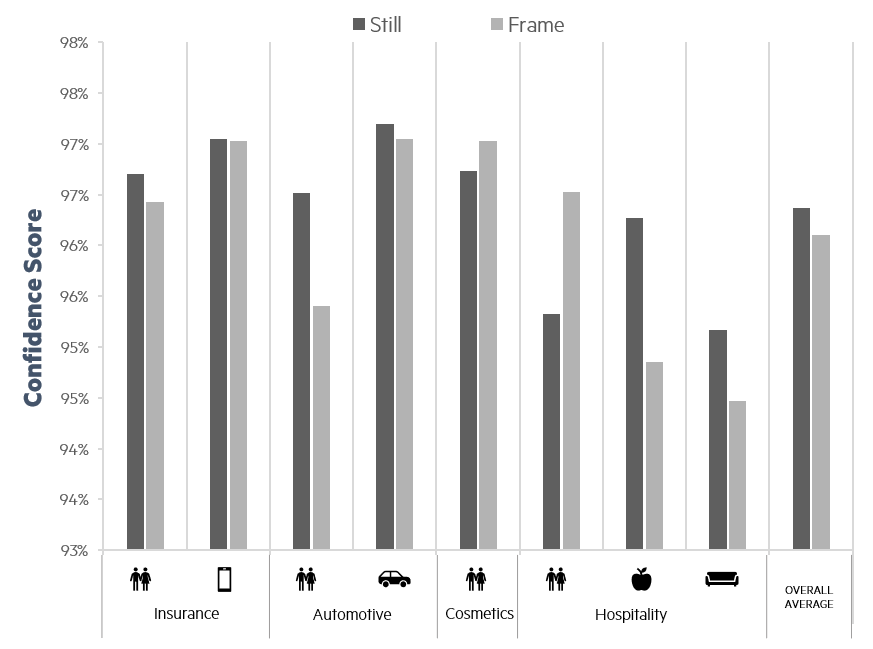 Still
Frame
98%
98%
97%
97%
96%
96%
95%
95%
94%
94%
93%
Confidence Score
Insurance
Automotive
Cosmetics
Hospitality
OVERALL
AVERAGE